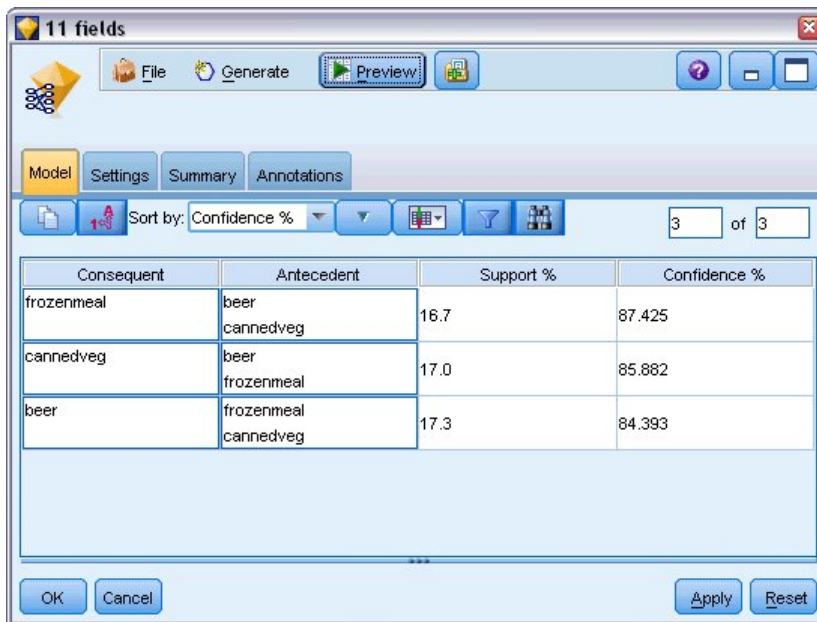 11 fields
File Generate Preview
Model Settings Summary Annotations
Sort by: Confidence % 3 of 3
Consequent Antecedent Support % Confidence %
frozenmeal beer 16.7 87.425
cannedveg
cannedveg beer 17.0 85.882
frozenmeal
beer frozenmeal 17.3 84.393
cannedveg
OK Cancel Apply Reset